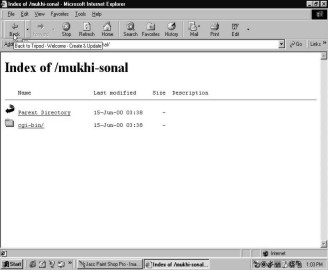 Index of /mukhi-sonal - Microsoft Internet Explorer
File Edit View Favorites Tools Help
Back Stop Refresh Home Search Favorites History Mail Print Edit
Back to Tripod - Welcome - Create & Update
Go Links »
Index of /mukhi-sonal
Name Last modified Size Description
Parent Directory 15-Jun-00 03:38 -
cgi-bin/ 15-Jun-00 03:38 -
Internet
Start Jasc Paint Shop Pro - Ima... Index of /mukhi-sonal... 1:00 PM